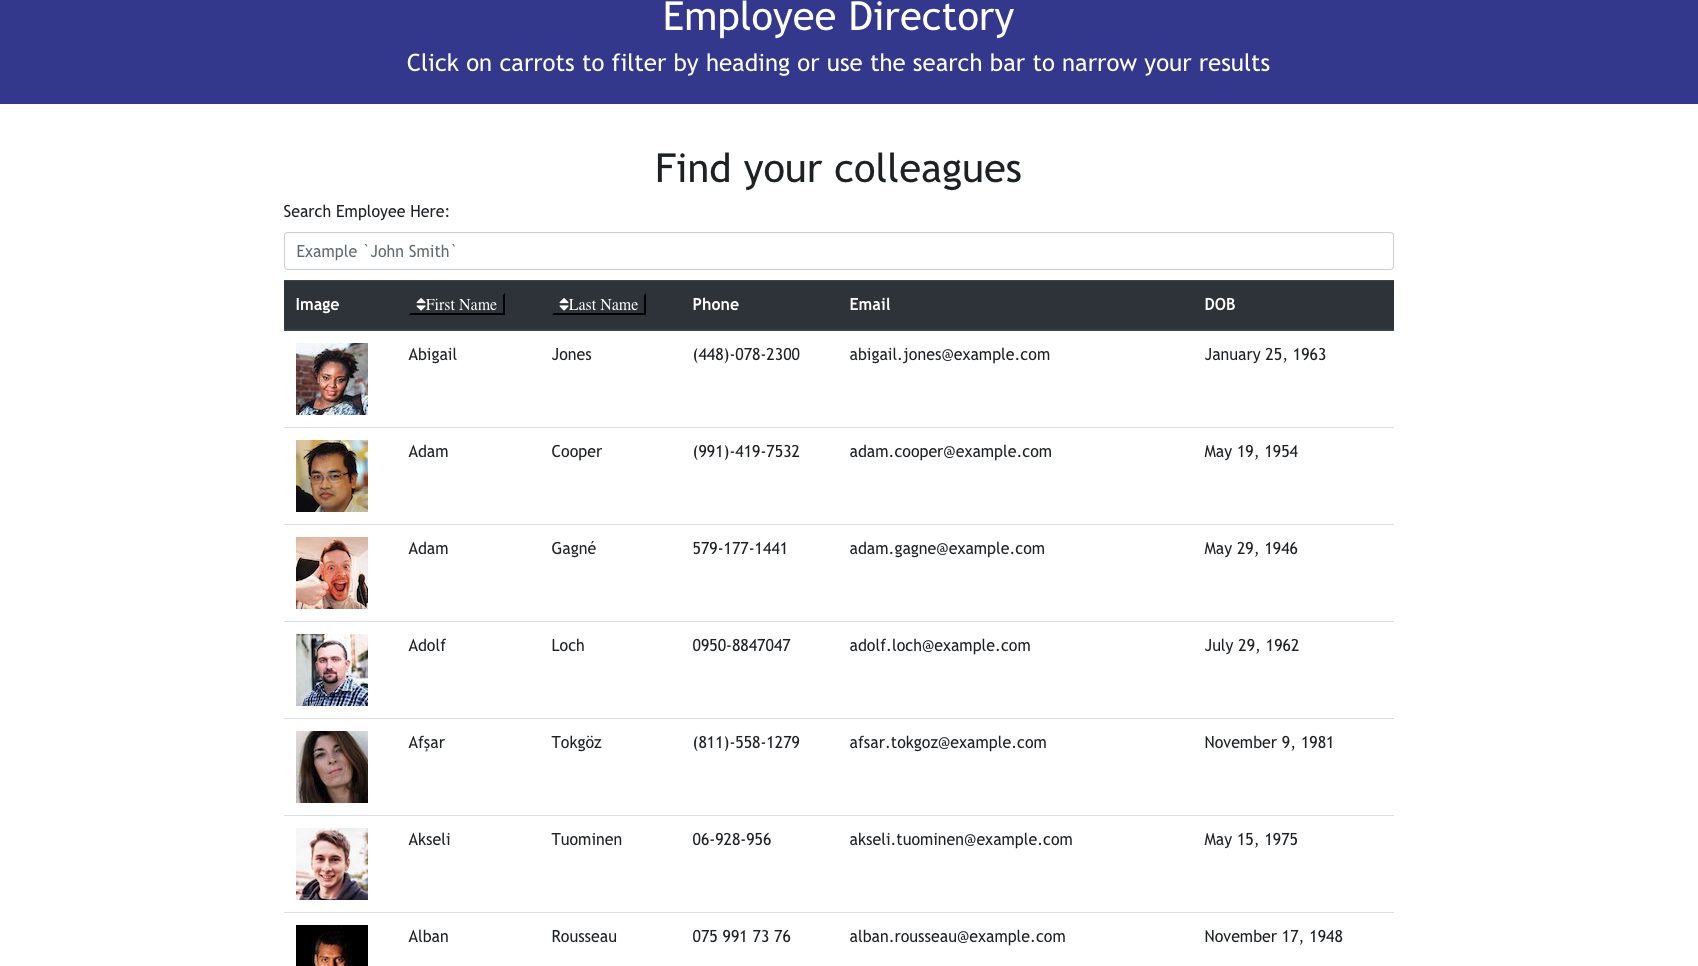 Employee Directory
Click on carrots to filter by heading or use the search bar to narrow your results
Find your colleagues
Search Employee Here:
Example `John Smith`
Image First Name Last Name Phone Email DOB
Abigail Jones (448)-078-2300 abigail.jones@example.com January 25, 1963
Adam Cooper (991)-419-7532 adam.cooper@example.com May 19, 1954
Adam Gagné 579-177-1441 adam.gagne@example.com May 29, 1946
Adolf Loch 0950-8847047 adolf.loch@example.com July 29, 1962
Afşar Tokgöz (811)-558-1279 afsar.tokgoz@example.com November 9, 1981
Akseli Tuominen 06-928-956 akseli.tuominen@example.com May 15, 1975
Alban Rousseau 075 991 73 76 alban.rousseau@example.com November 17, 1948